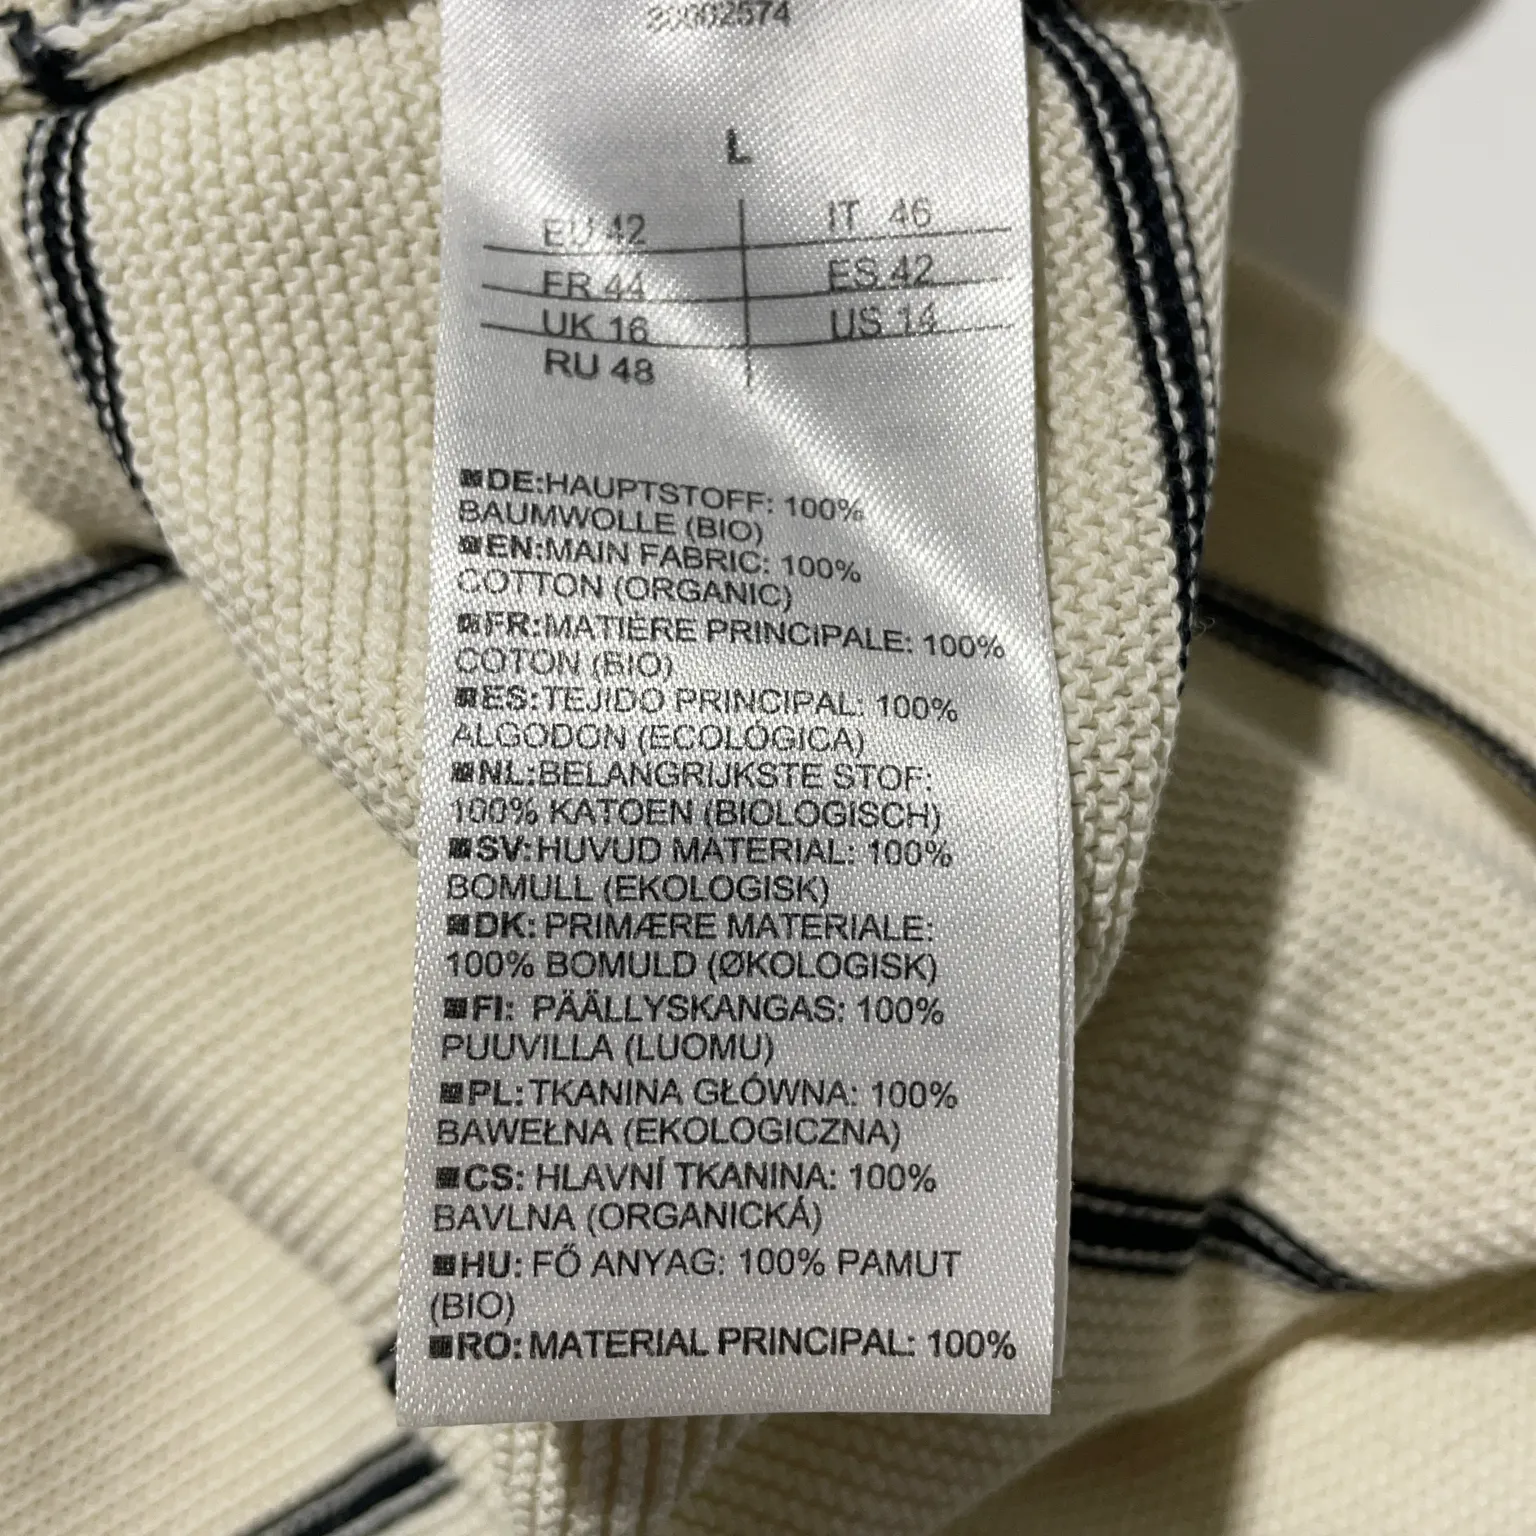 30002574
L
EU 42 IT 46
FR 44 ES 42
UK 16 US 14
RU 48
DE:HAUPTSTOFF: 100%
BAUMWOLLE (BIO)
EN:MAIN FABRIC: 100%
COTTON (ORGANIC)
FR:MATIÈRE PRINCIPALE: 100%
COTON (BIO)
ES:TEJIDO PRINCIPAL: 100%
ALGODON (ECOLÓGICA)
NL:BELANGRIJKSTE STOF:
100% KATOEN (BIOLOGISCH)
SV:HUVUD MATERIAL: 100%
BOMULL (EKOLOGISK)
DK: PRIMÆRE MATERIALE:
100% BOMULD (ØKOLOGISK)
FI: PÄÄLLYSKANGAS: 100%
PUUVILLA (LUOMU)
PL:TKANINA GŁÓWNA: 100%
BAWEŁNA (EKOLOGICZNA)
CS: HLAVNÍ TKANINA: 100%
BAVLNA (ORGANICKÁ)
HU: FŐ ANYAG: 100% PAMUT
(BIO)
RO: MATERIAL PRINCIPAL: 100%